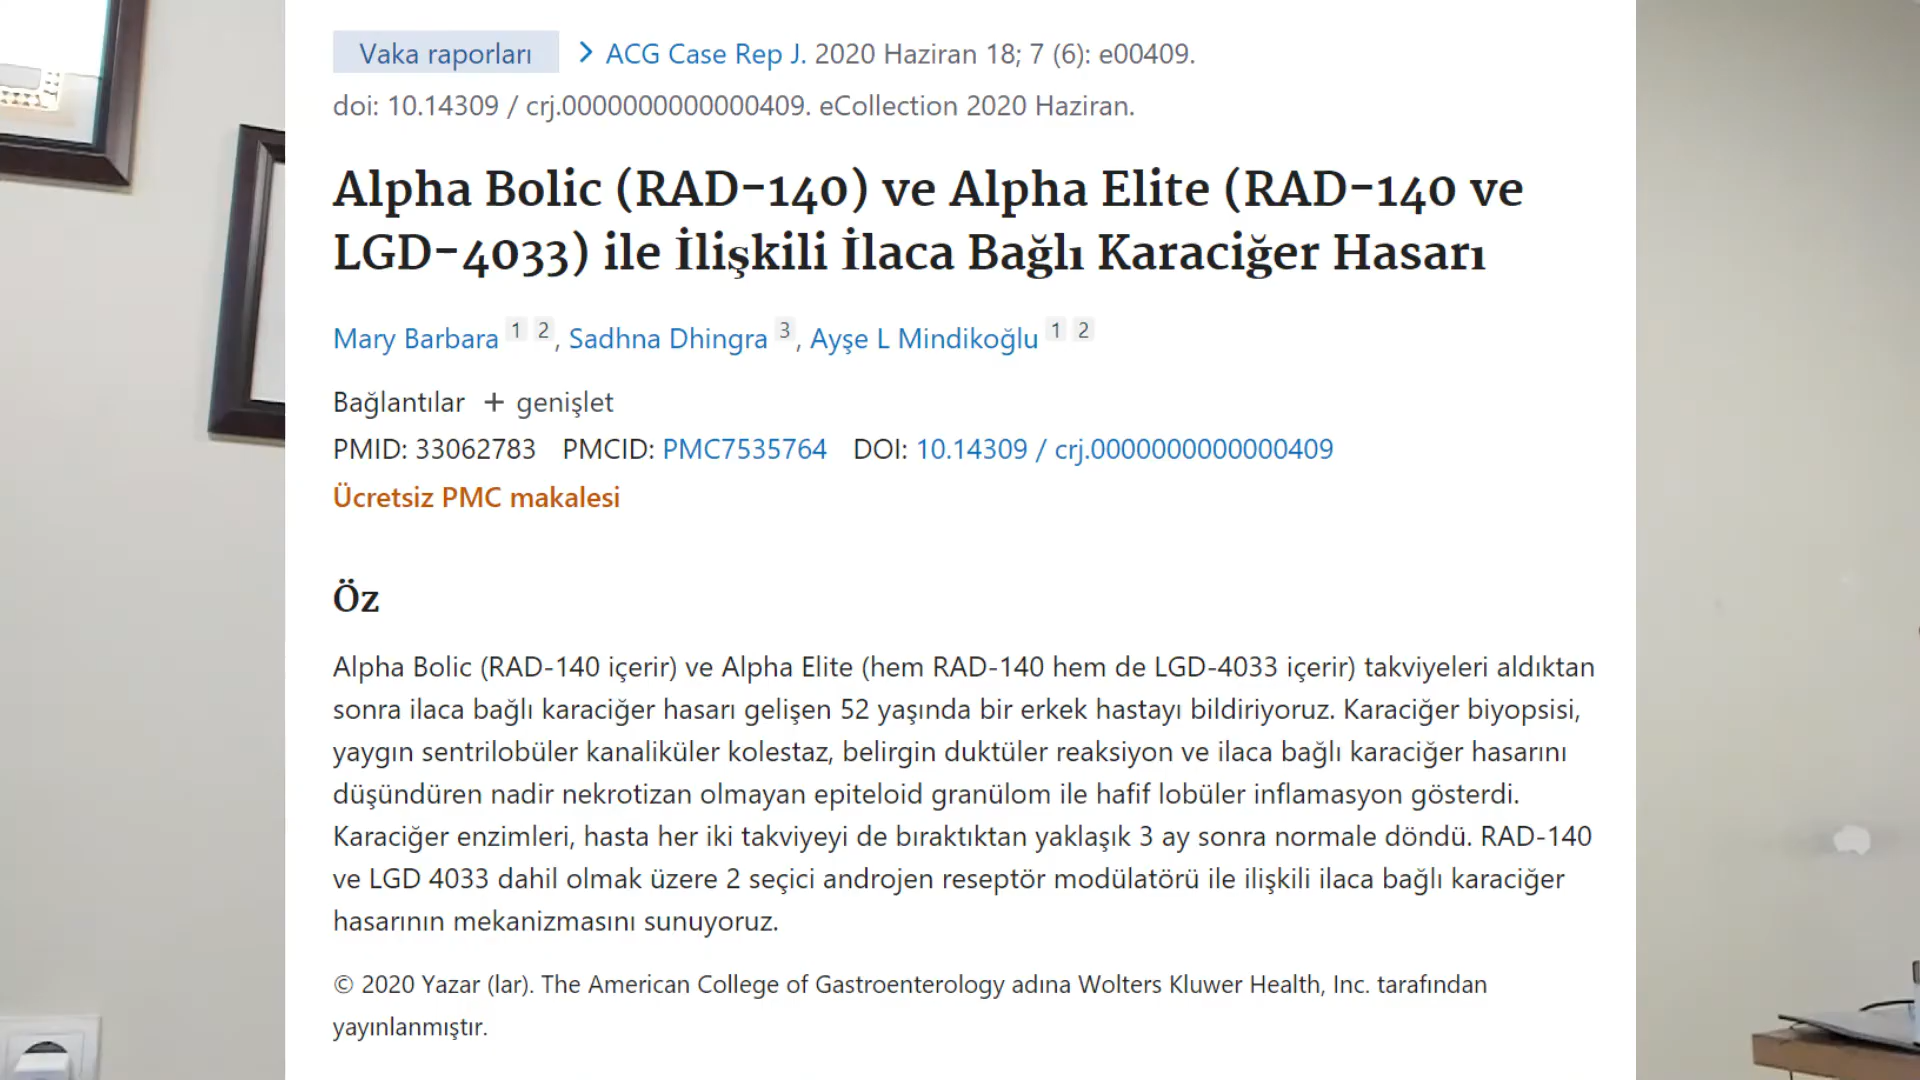 Vaka raporları > ACG Case Rep J. 2020 Haziran 18; 7 (6): e00409.
doi: 10.14309 / crj.0000000000000409. eCollection 2020 Haziran.
Alpha Bolic (RAD-140) ve Alpha Elite (RAD-140 ve
LGD-4033) ile İlişkili İlaca Bağlı Karaciğer Hasarı
Mary Barbara 1 2, Sadhna Dhingra 3, Ayşe L Mindikoğlu 1 2
Bağlantılar + genişlet
PMID: 33062783 PMCID: PMC7535764 DOI: 10.14309 / crj.0000000000000409
Ücretsiz PMC makalesi
Öz
Alpha Bolic (RAD-140 içerir) ve Alpha Elite (hem RAD-140 hem de LGD-4033 içerir) takviyeleri aldıktan
sonra ilaca bağlı karaciğer hasarı gelişen 52 yaşında bir erkek hastayı bildiriyoruz. Karaciğer biyopsisi,
yaygın sentrilobüler kanaliküler kolestaz, belirgin duktüler reaksiyon ve ilaca bağlı karaciğer hasarını
düşündüren nadir nekrotizan olmayan epiteloid granülom ile hafif lobüler inflamasyon gösterdi.
Karaciğer enzimleri, hasta her iki takviyeyi de bıraktıktan yaklaşık 3 ay sonra normale döndü. RAD-140
ve LGD 4033 dahil olmak üzere 2 seçici androjen reseptör modülatörü ile ilişkili ilaca bağlı karaciğer
hasarının mekanizmasını sunuyoruz.
© 2020 Yazar (lar). The American College of Gastroenterology adına Wolters Kluwer Health, Inc. tarafından
yayınlanmıştır.